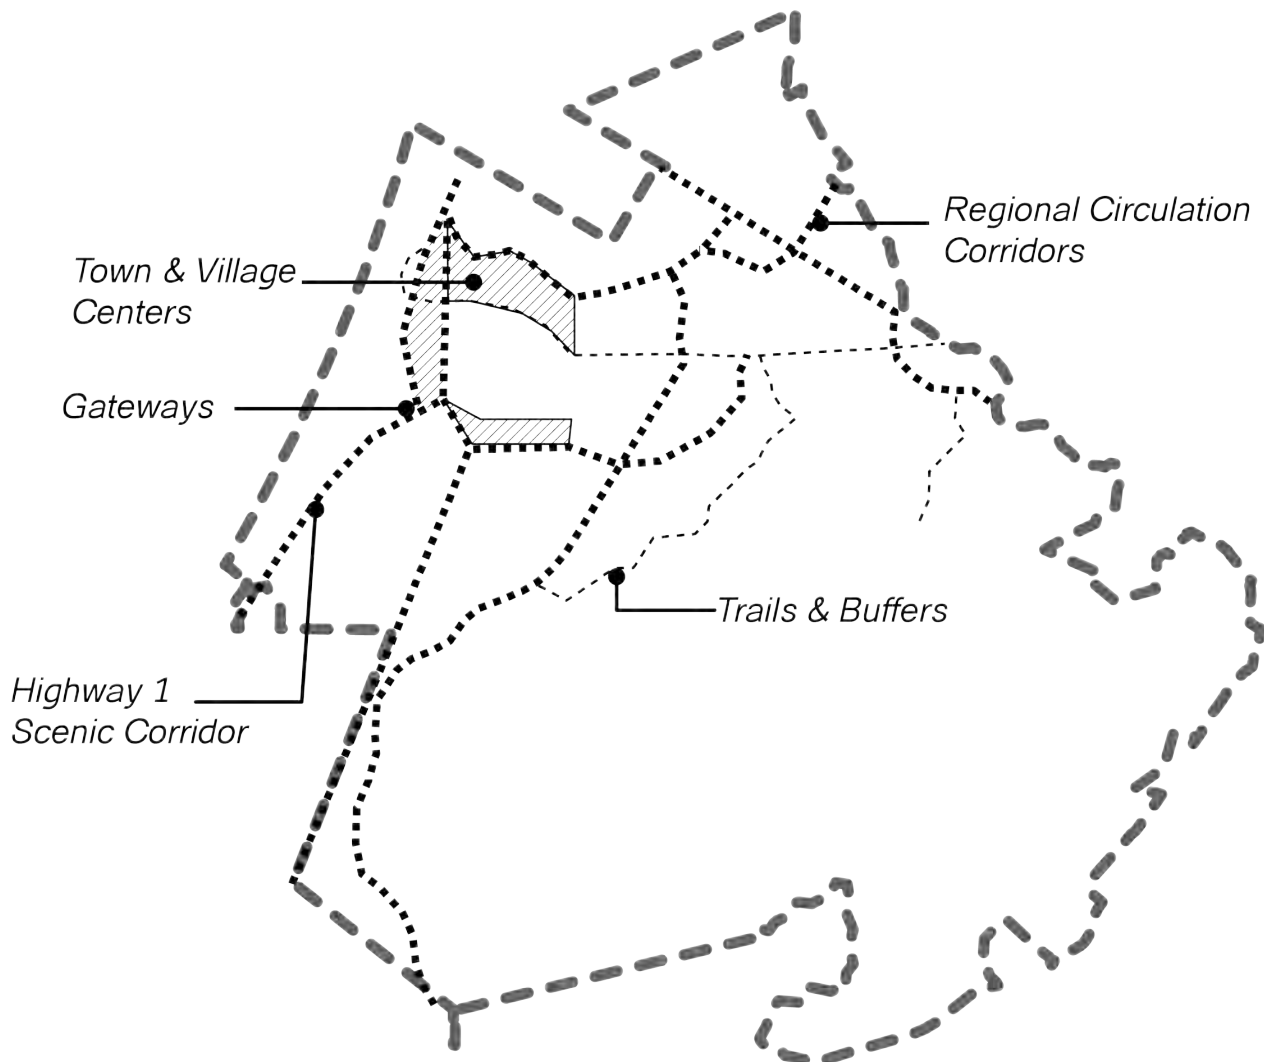 Regional Circulation
Corridors
Town & Village
Centers
Gateways
Trails & Buffers
Highway 1
Scenic Corridor